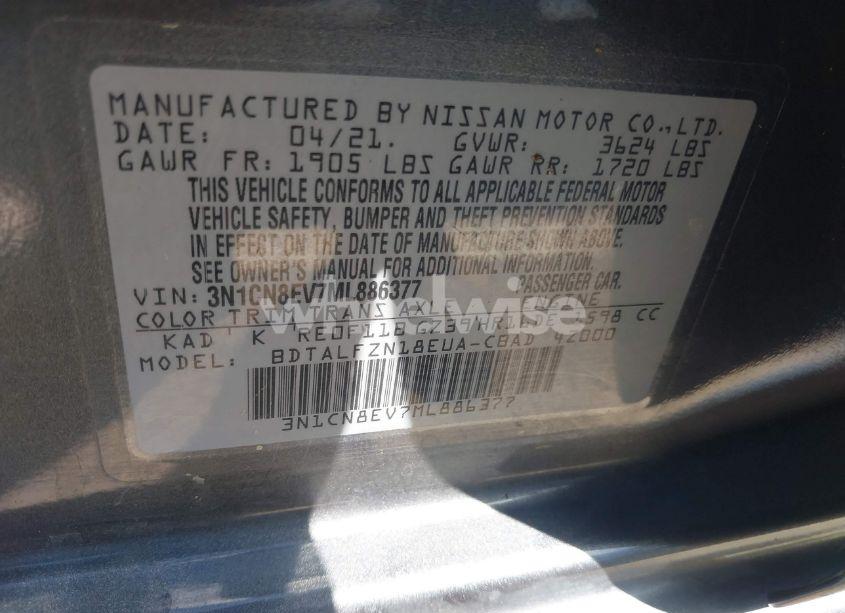 MANUFACTURED BY NISSAN MOTOR CO., LTD.
DATE: 04/21. GVWR: 3624 LBS
GAWR FR: 1905 LBS GAWR RR: 1720 LBS
THIS VEHICLE CONFORMS TO ALL APPLICABLE FEDERAL MOTOR
VEHICLE SAFETY, BUMPER AND THEFT PREVENTION STANDARDS
IN EFFECT ON THE DATE OF MANUFACTURE SHOWN ABOVE.
SEE OWNER'S MANUAL FOR ADDITIONAL INFORMATION.
VIN: 3N1CN8EV7ML886377 PASSENGER CAR.
COLOR TRIM TRANS AXLE ENGINE
KAD K CC
MODEL: BDTALFZN18EUA-CBAD 42000
3N1CN8EV7ML886377
wheelwise